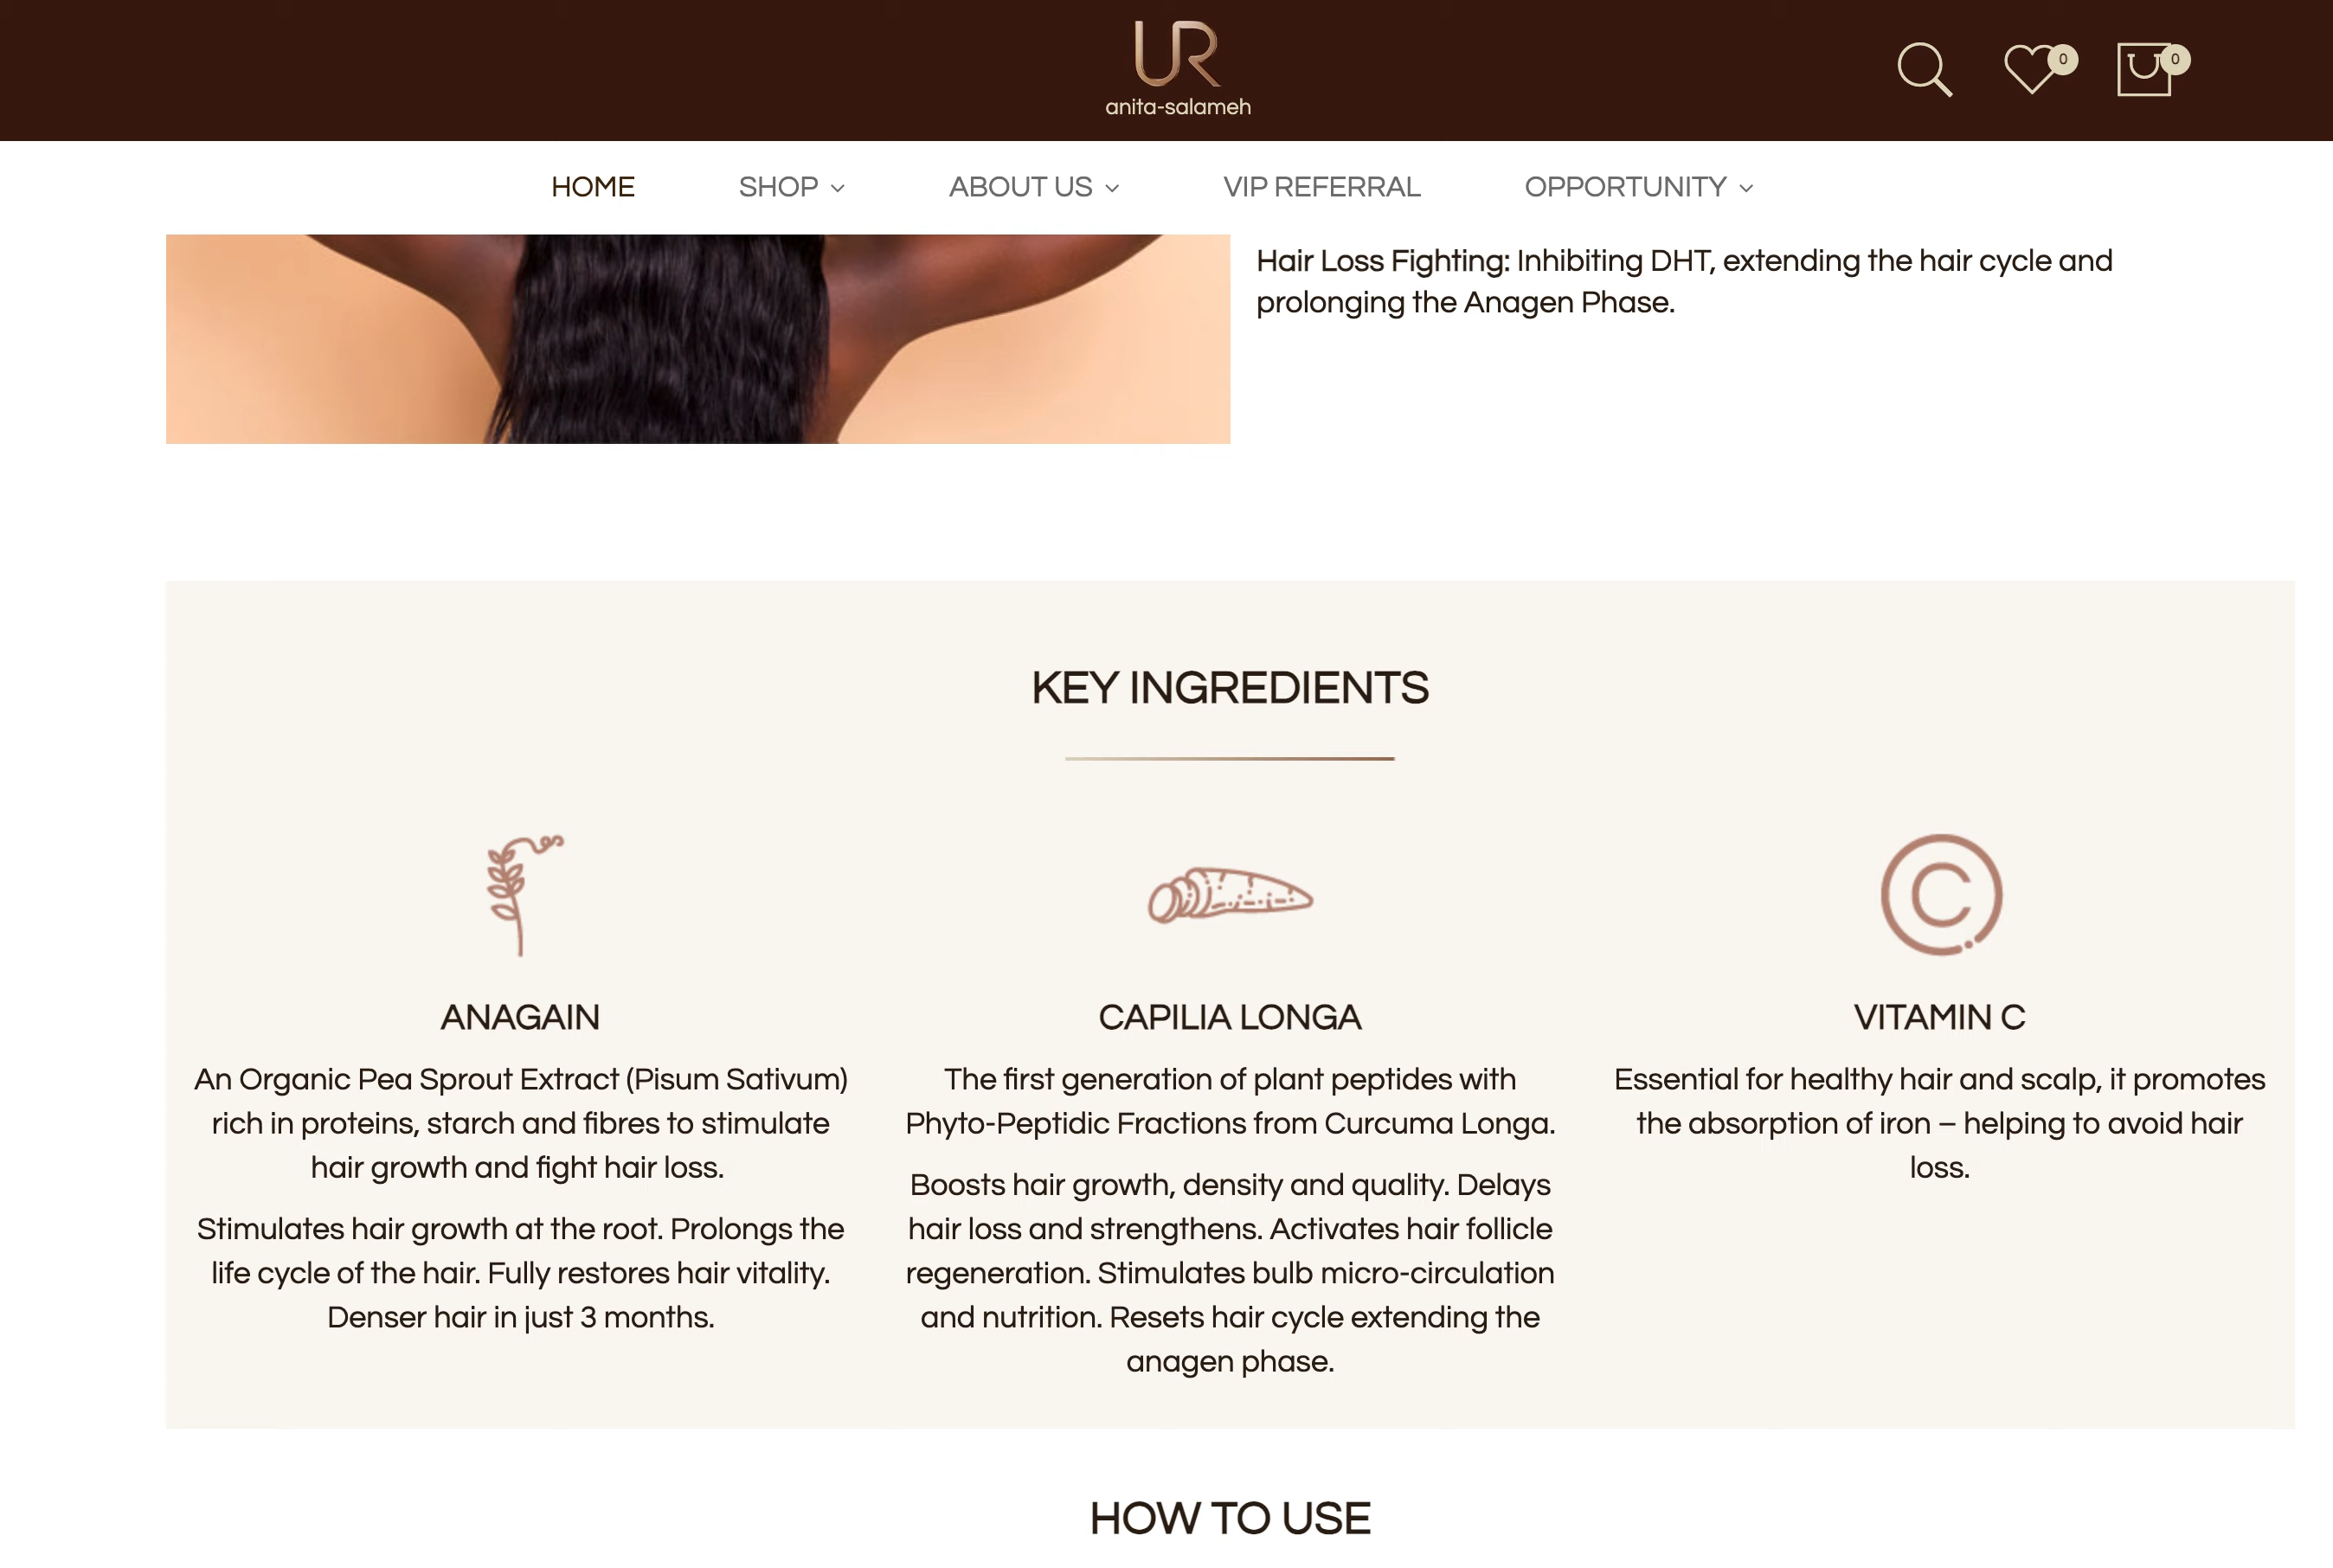 UR
anita-salameh
0
0
HOME
SHOP
ABOUT US
VIP REFERRAL
OPPORTUNITY
Hair Loss Fighting: Inhibiting DHT, extending the hair cycle and
prolonging the Anagen Phase.
KEY INGREDIENTS
C
ANAGAIN
An Organic Pea Sprout Extract (Pisum Sativum)
rich in proteins, starch and fibres to stimulate
hair growth and fight hair loss.
Stimulates hair growth at the root. Prolongs the
life cycle of the hair. Fully restores hair vitality.
Denser hair in just 3 months.
CAPILIA LONGA
The first generation of plant peptides with
Phyto-Peptidic Fractions from Curcuma Longa.
Boosts hair growth, density and quality. Delays
hair loss and strengthens. Activates hair follicle
regeneration. Stimulates bulb micro-circulation
and nutrition. Resets hair cycle extending the
anagen phase.
VITAMIN C
Essential for healthy hair and scalp, it promotes
the absorption of iron – helping to avoid hair
loss.
HOW TO USE